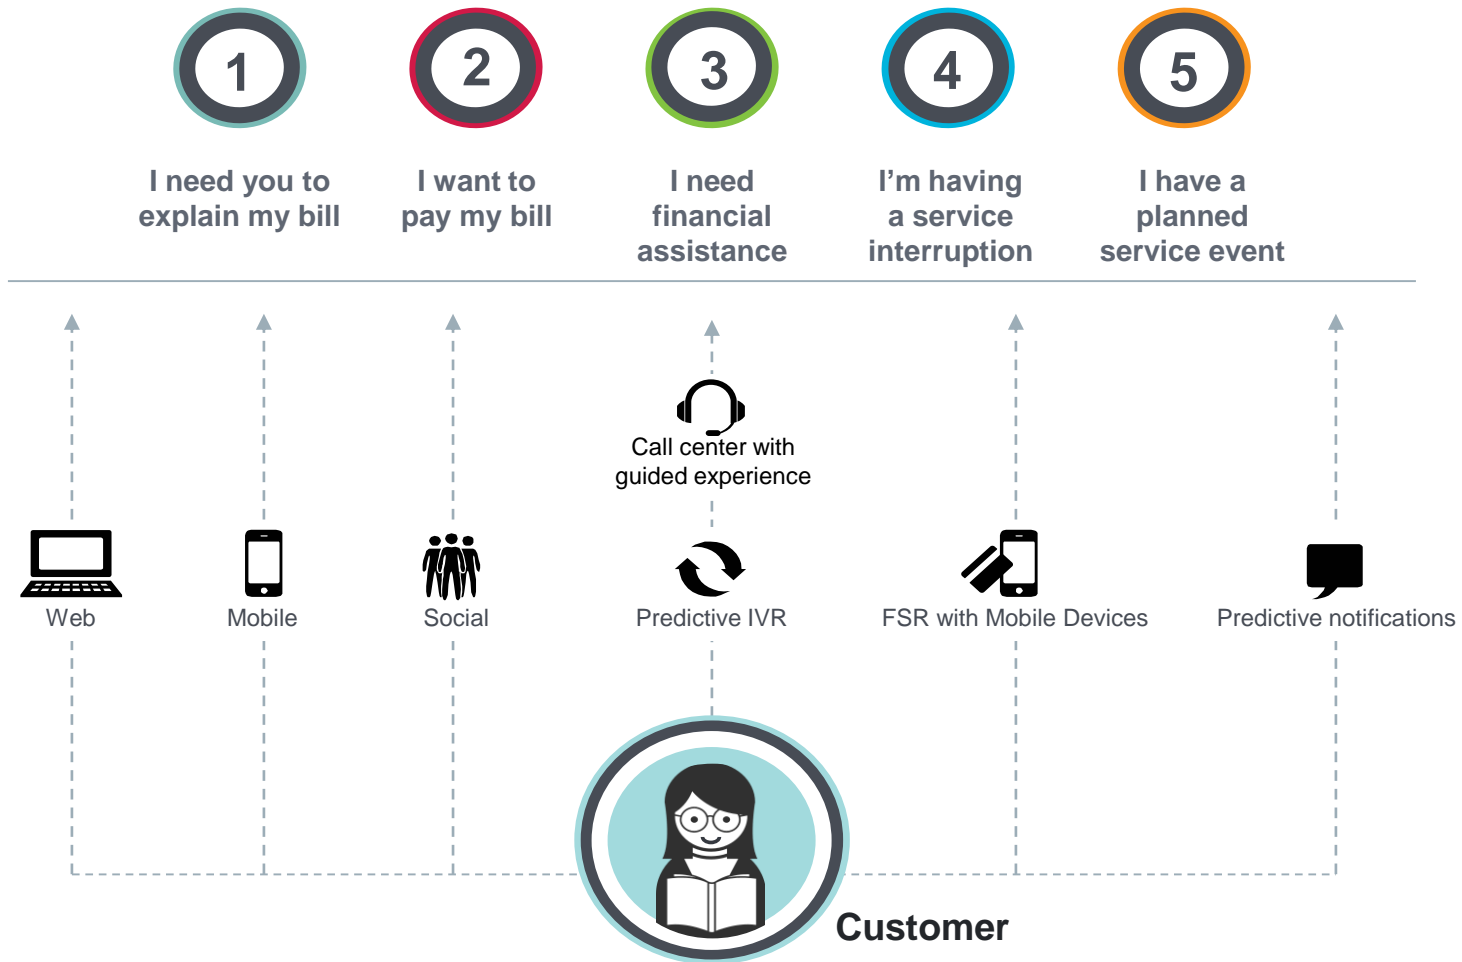 1
2
3
4
5
I need you to
explain my bill
I want to
pay my bill
I need
financial
assistance
I’m having
a service
interruption
I have a
planned
service event
Call center with
guided experience
Web
Mobile
Social
Predictive IVR
FSR with Mobile Devices
Predictive notifications
Customer